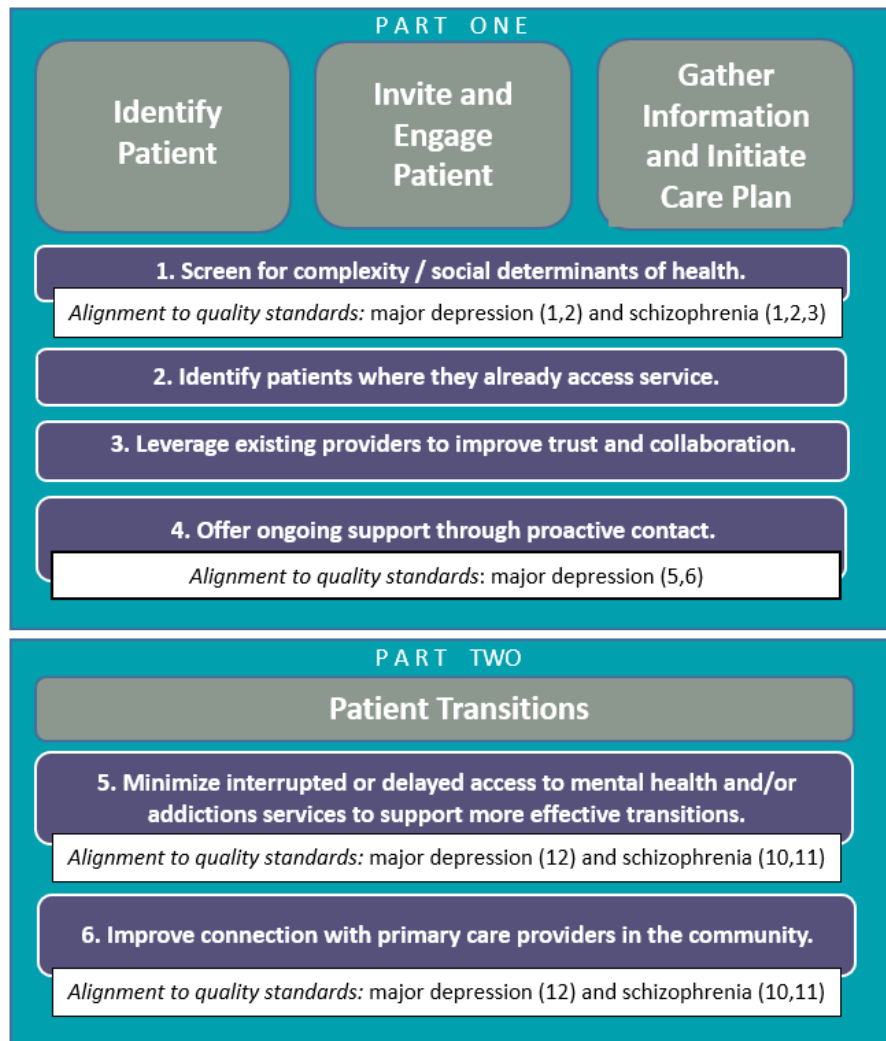 PART ONE
Identify
Patient
Invite and
Engage
Patient
Gather
Information
and Initiate
Care Plan
1. Screen for complexity / social determinants of health.
Alignment to quality standards: major depression (1,2) and schizophrenia (1,2,3)
2. Identify patients where they already access service.
3. Leverage existing providers to improve trust and collaboration.
4. Offer ongoing support through proactive contact.
Alignment to quality standards: major depression (5,6)
PART TWO
Patient Transitions
5. Minimize interrupted or delayed access to mental health and/or
addictions services to support more effective transitions.
Alignment to quality standards: major depression (12) and schizophrenia (10,11)
6. Improve connection with primary care providers in the community.
Alignment to quality standards: major depression (12) and schizophrenia (10,11)